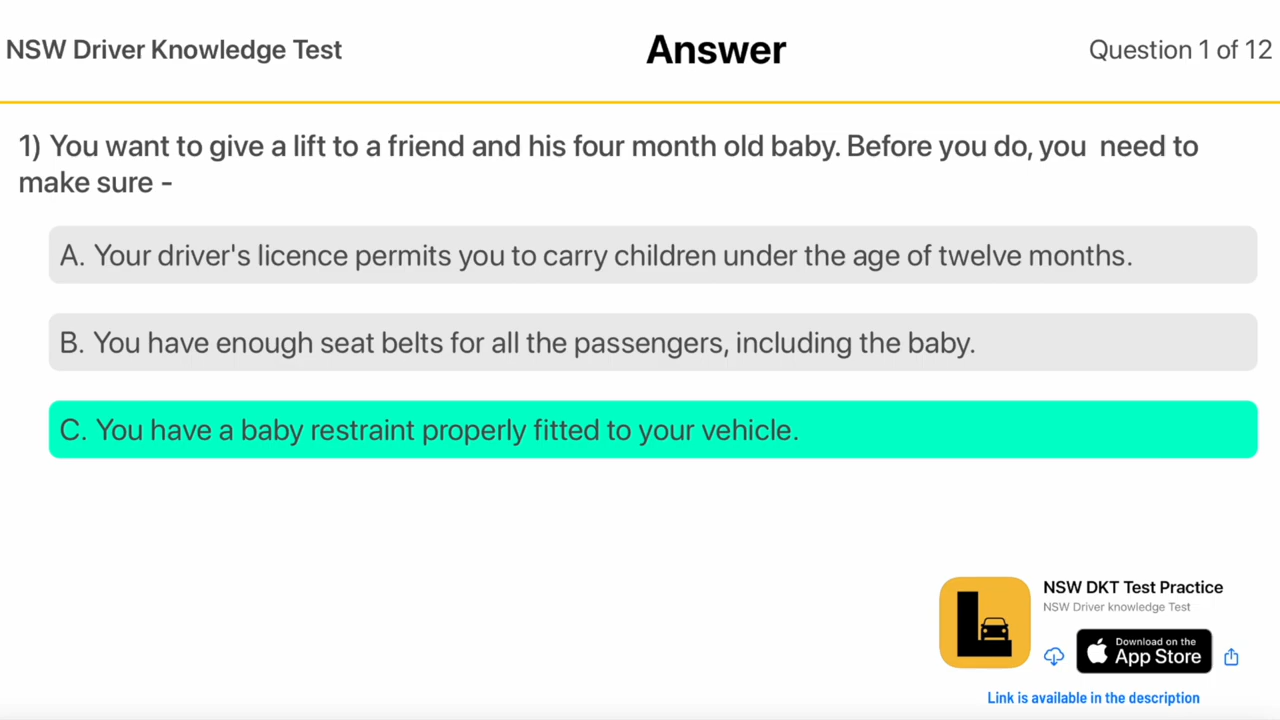 NSW Driver Knowledge Test
Answer
Question 1 of 12
1) You want to give a lift to a friend and his four month old baby. Before you do, you need to
make sure -
A. Your driver's licence permits you to carry children under the age of twelve months.
B. You have enough seat belts for all the passengers, including the baby.
C. You have a baby restraint properly fitted to your vehicle.
NSW DKT Test Practice
NSW Driver knowledge Test
Download on the
App Store
Link is available in the description